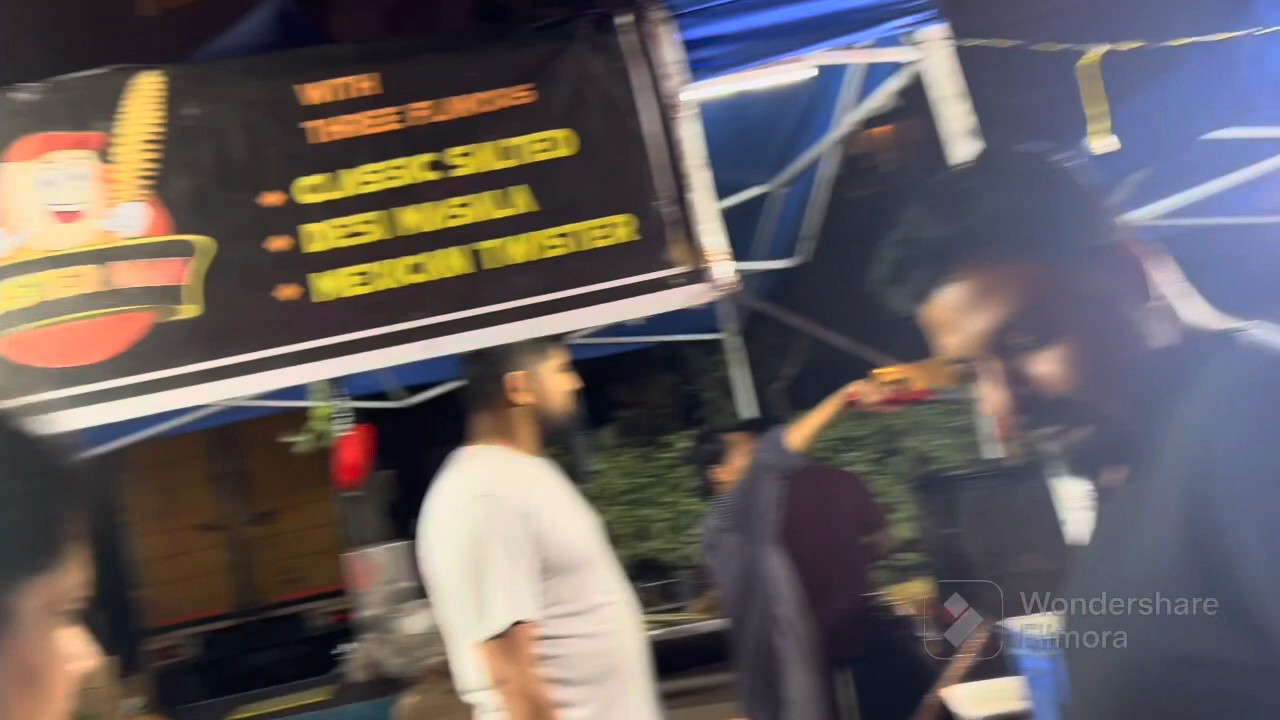 WITH
THREE FLAVORS
CLASSIC SALTED
DESI MASALA
MEXICAN TWISTER
Wondershare
Filmora